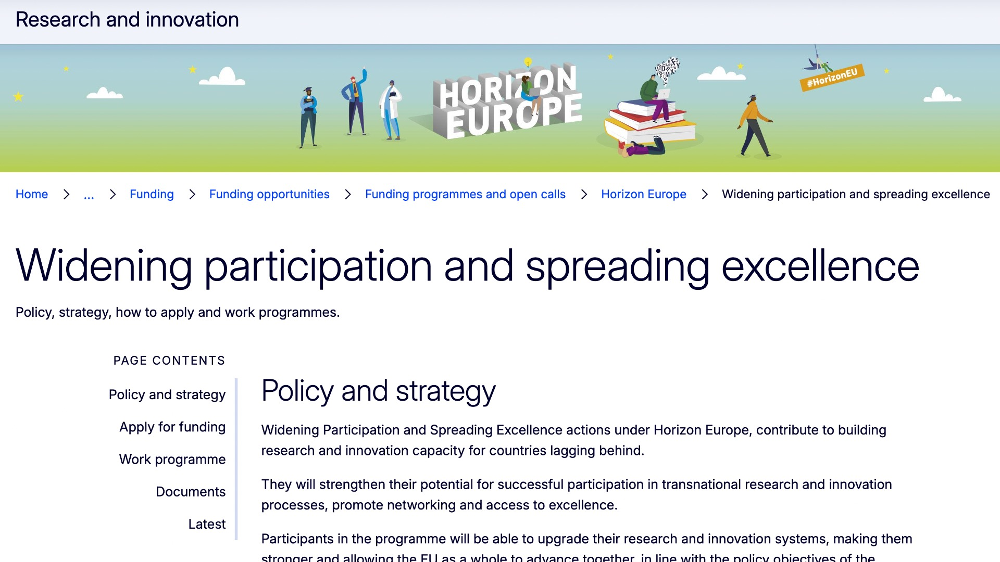 Research and innovation
HORIZON
EUROPE
#HorizonEU
Home > ... > Funding > Funding opportunities > Funding programmes and open calls > Horizon Europe > Widening participation and spreading excellence
Widening participation and spreading excellence
Policy, strategy, how to apply and work programmes.
PAGE CONTENTS
Policy and strategy
Apply for funding
Work programme
Documents
Latest
Policy and strategy
Widening Participation and Spreading Excellence actions under Horizon Europe, contribute to building
research and innovation capacity for countries lagging behind.
They will strengthen their potential for successful participation in transnational research and innovation
processes, promote networking and access to excellence.
Participants in the programme will be able to upgrade their research and innovation systems, making them
stronger and allowing the EU as a whole to advance together, in line with the policy objectives of the